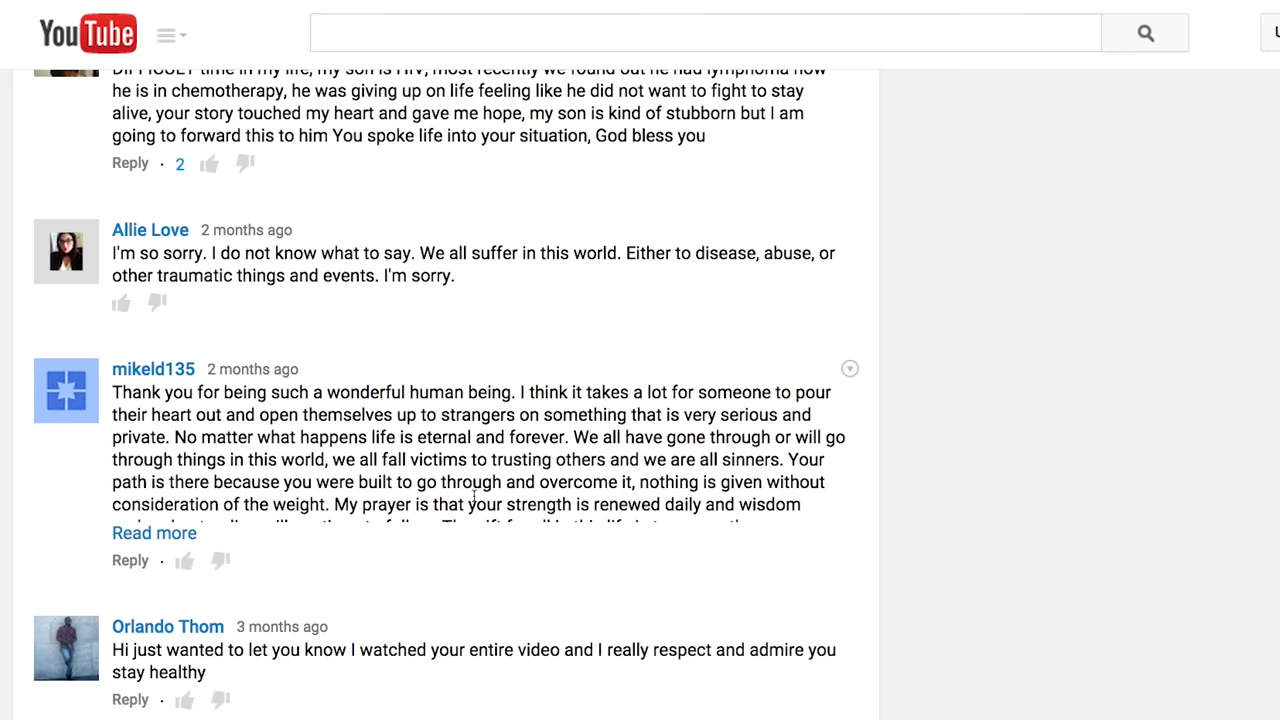 YouTube
DIFFICULT time in my life, my son is HIV, most recently we found out he had lymphoma now
he is in chemotherapy, he was giving up on life feeling like he did not want to fight to stay
alive, your story touched my heart and gave me hope, my son is kind of stubborn but I am
going to forward this to him You spoke life into your situation, God bless you
Reply · 2
Allie Love 2 months ago
I'm so sorry. I do not know what to say. We all suffer in this world. Either to disease, abuse, or
other traumatic things and events. I'm sorry.
mikeld135 2 months ago
Thank you for being such a wonderful human being. I think it takes a lot for someone to pour
their heart out and open themselves up to strangers on something that is very serious and
private. No matter what happens life is eternal and forever. We all have gone through or will go
through things in this world, we all fall victims to trusting others and we are all sinners. Your
path is there because you were built to go through and overcome it, nothing is given without
consideration of the weight. My prayer is that your strength is renewed daily and wisdom
Read more
Reply ·
Orlando Thom 3 months ago
Hi just wanted to let you know I watched your entire video and I really respect and admire you
stay healthy
Reply ·